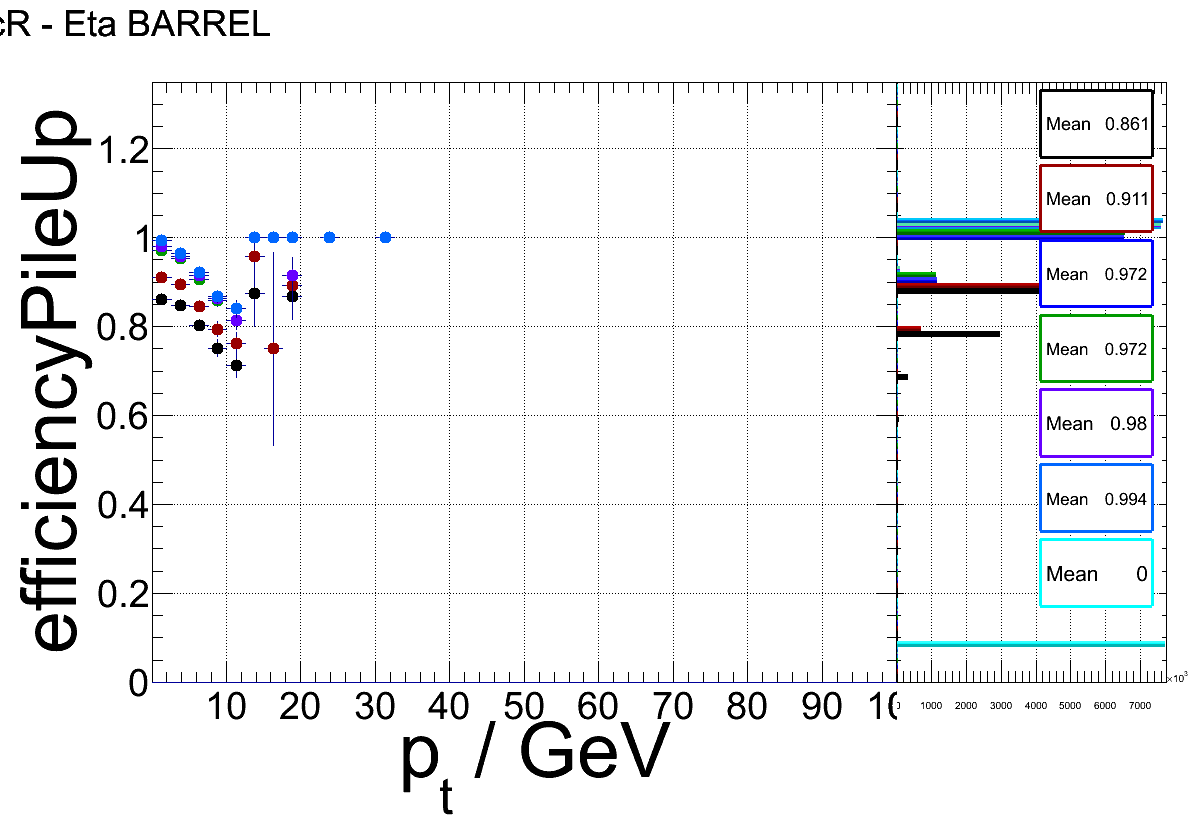 cR - Eta BARREL
efficiencyPileUp
1.2
1
0.8
0.6
0.4
0.2
0
10 20 30 40 50 60 70 80 90 10
p_t / GeV
Mean 0.861
Mean 0.911
Mean 0.972
Mean 0.972
Mean 0.98
Mean 0.994
Mean 0
1000 2000 3000 4000 5000 6000 7000
×10³